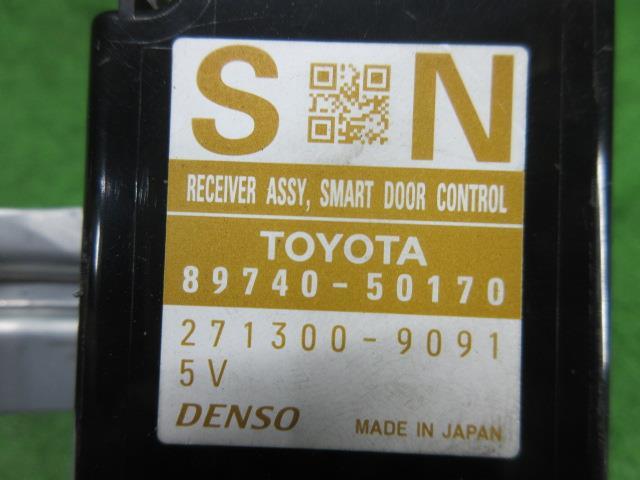 S N
RECEIVER ASSY, SMART DOOR CONTROL
TOYOTA
89740-50170
271300-9091
5V
DENSO MADE IN JAPAN